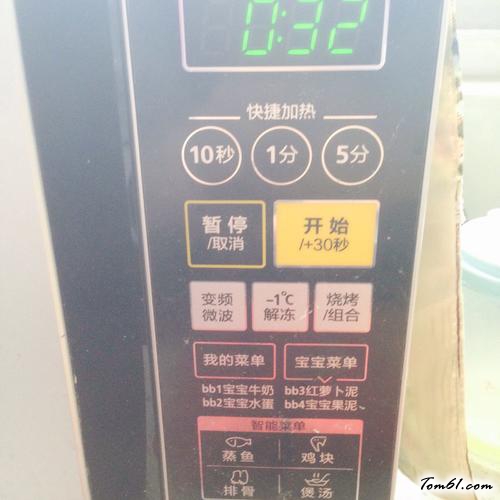 0:32
快捷加热
10秒 1分 5分
暂停 开始
/取消 /+30秒
变频 -1℃ 烧烤
微波 解冻 /组合
我的菜单 宝宝菜单
bb1宝宝牛奶 bb3红萝卜泥
bb2宝宝水蛋 bb4宝宝果泥
智能菜单
蒸鱼 鸡块
排骨 煲汤
Tom61.com